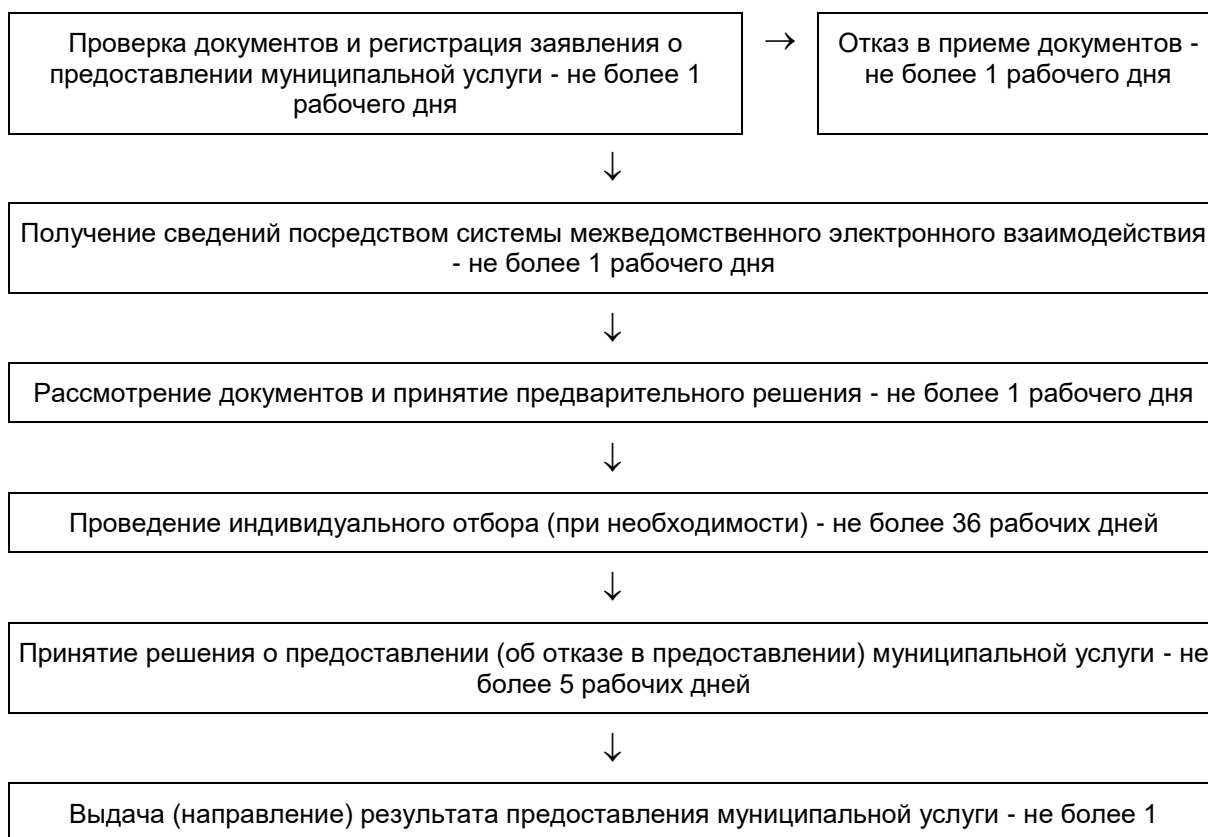 Проверка документов и регистрация заявления о
предоставлении муниципальной услуги - не более 1
рабочего дня
→
Отказ в приеме документов -
не более 1 рабочего дня
↓
Получение сведений посредством системы межведомственного электронного взаимодействия
- не более 1 рабочего дня
↓
Рассмотрение документов и принятие предварительного решения - не более 1 рабочего дня
↓
Проведение индивидуального отбора (при необходимости) - не более 36 рабочих дней
↓
Принятие решения о предоставлении (об отказе в предоставлении) муниципальной услуги - не
более 5 рабочих дней
↓
Выдача (направление) результата предоставления муниципальной услуги - не более 1